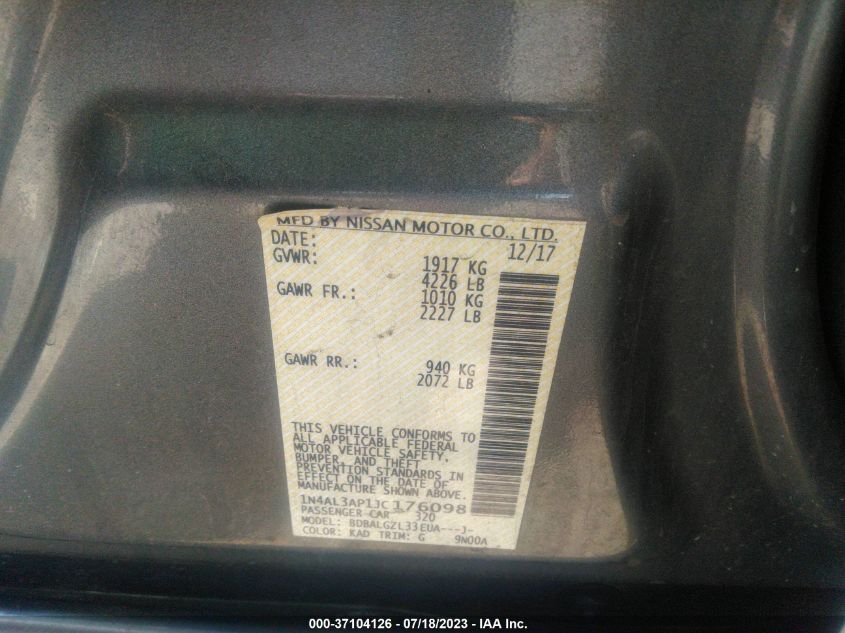 MFD BY NISSAN MOTOR CO., LTD.
DATE: 12/17
GVWR: 1917 KG
4226 LB
GAWR FR.: 1010 KG
2227 LB
GAWR RR.: 940 KG
2072 LB
THIS VEHICLE CONFORMS TO
ALL APPLICABLE FEDERAL
MOTOR VEHICLE SAFETY,
BUMPER, AND THEFT
PREVENTION STANDARDS IN
EFFECT ON THE DATE OF
MANUFACTURE SHOWN ABOVE.
1N4AL3AP1JC176098
PASSENGER CAR 320
MODEL: BDBALGZL33EUA---J-
COLOR: KAD TRIM: G 9N00A
000-37104126 - 07/18/2023 - IAA Inc.